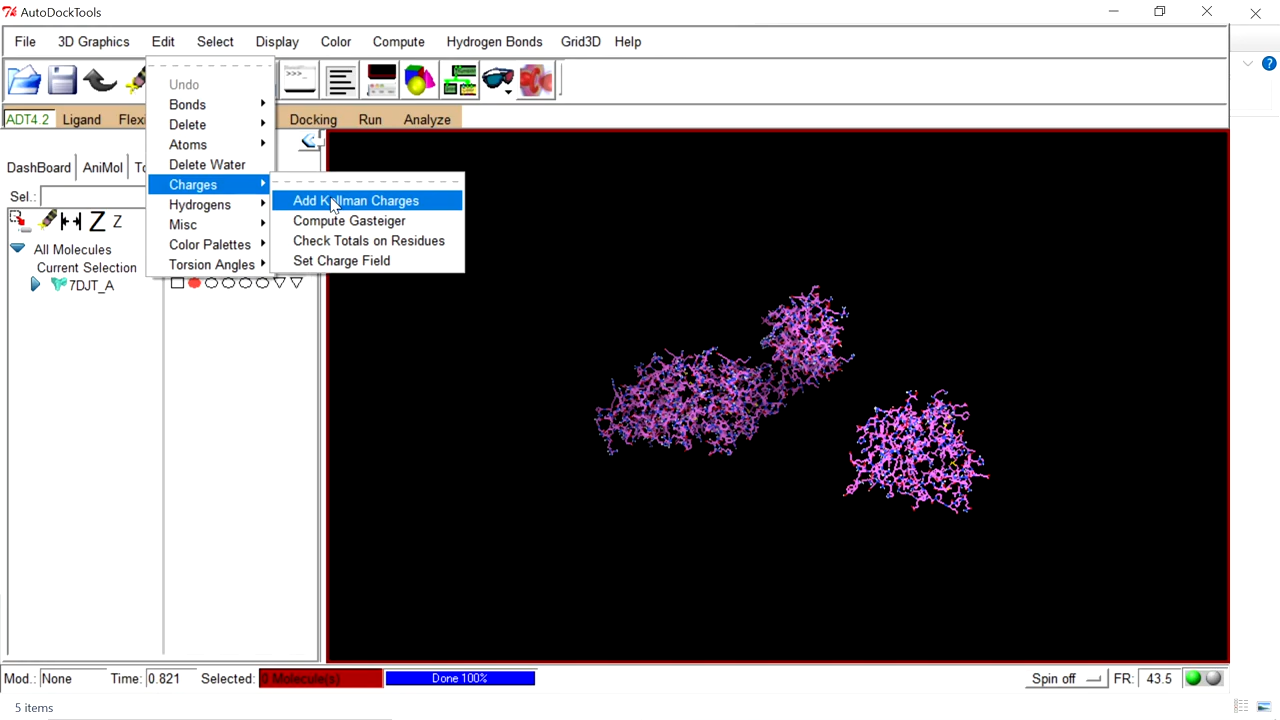 AutoDockTools
File 3D Graphics Edit Select Display Color Compute Hydrogen Bonds Grid3D Help
Undo
Bonds
Delete
Atoms
Delete Water
Charges
Hydrogens
Misc
Color Palettes
Torsion Angles
Add Kollman Charges
Compute Gasteiger
Check Totals on Residues
Set Charge Field
ADT4.2 Ligand Docking Run Analyze
DashBoard AniMol
Sel.:
Z Z
All Molecules
Current Selection
7DJT_A
Mod.: None Time: 0.821 Selected: 0 Molecule(s) Done 100% Spin off FR: 43.5
5 items